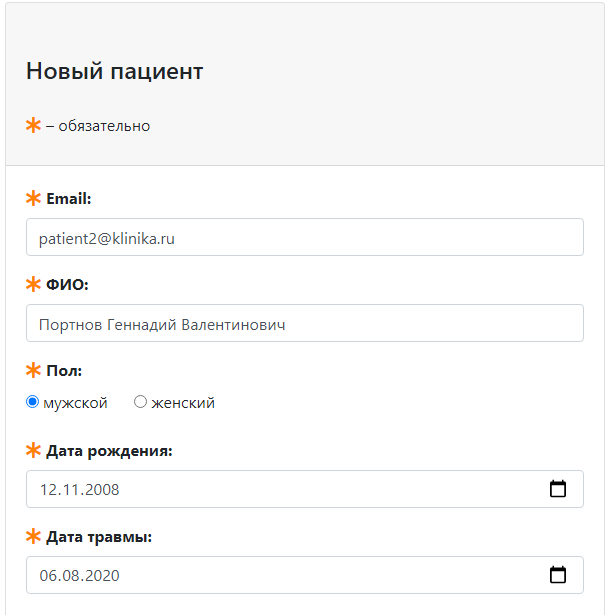 Новый пациент
* – обязательно
* Email:
patient2@klinika.ru
* ФИО:
Портнов Геннадий Валентинович
* Пол:
мужской женский
* Дата рождения:
12.11.2008
* Дата травмы:
06.08.2020